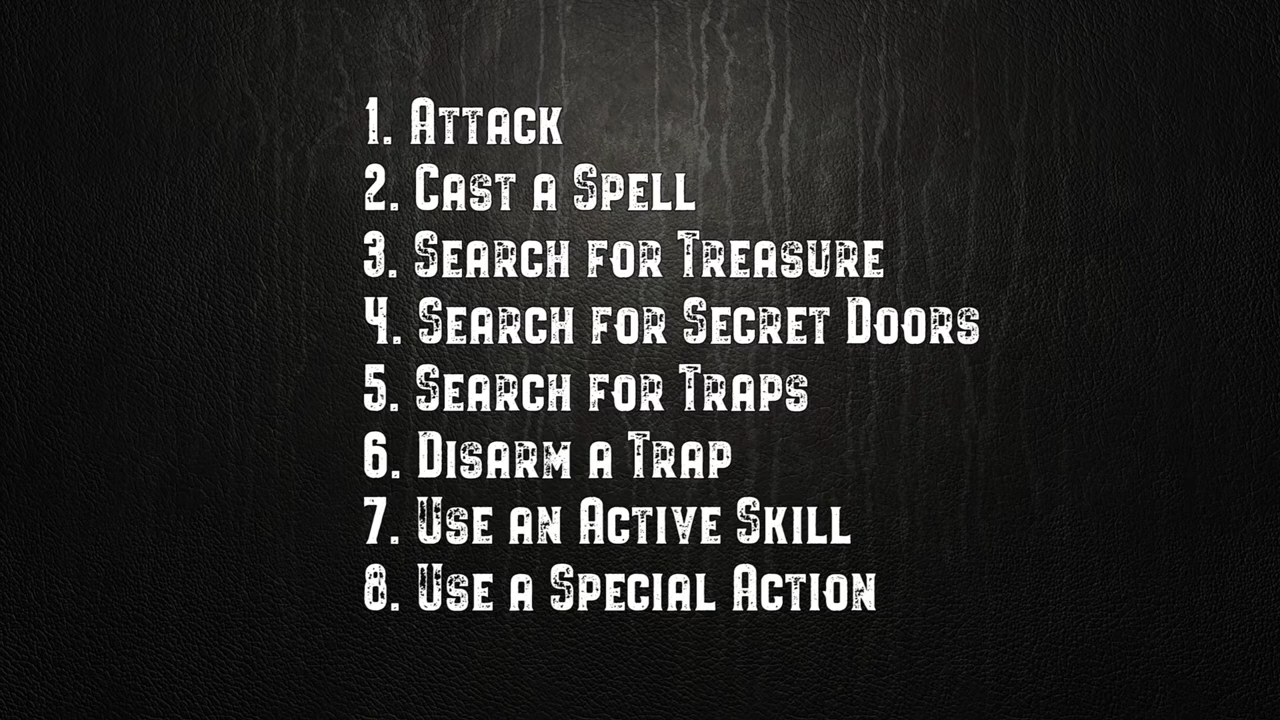 1. Attack
2. Cast a Spell
3. Search for Treasure
4. Search for Secret Doors
5. Search for Traps
6. Disarm a Trap
7. Use an Active Skill
8. Use a Special Action